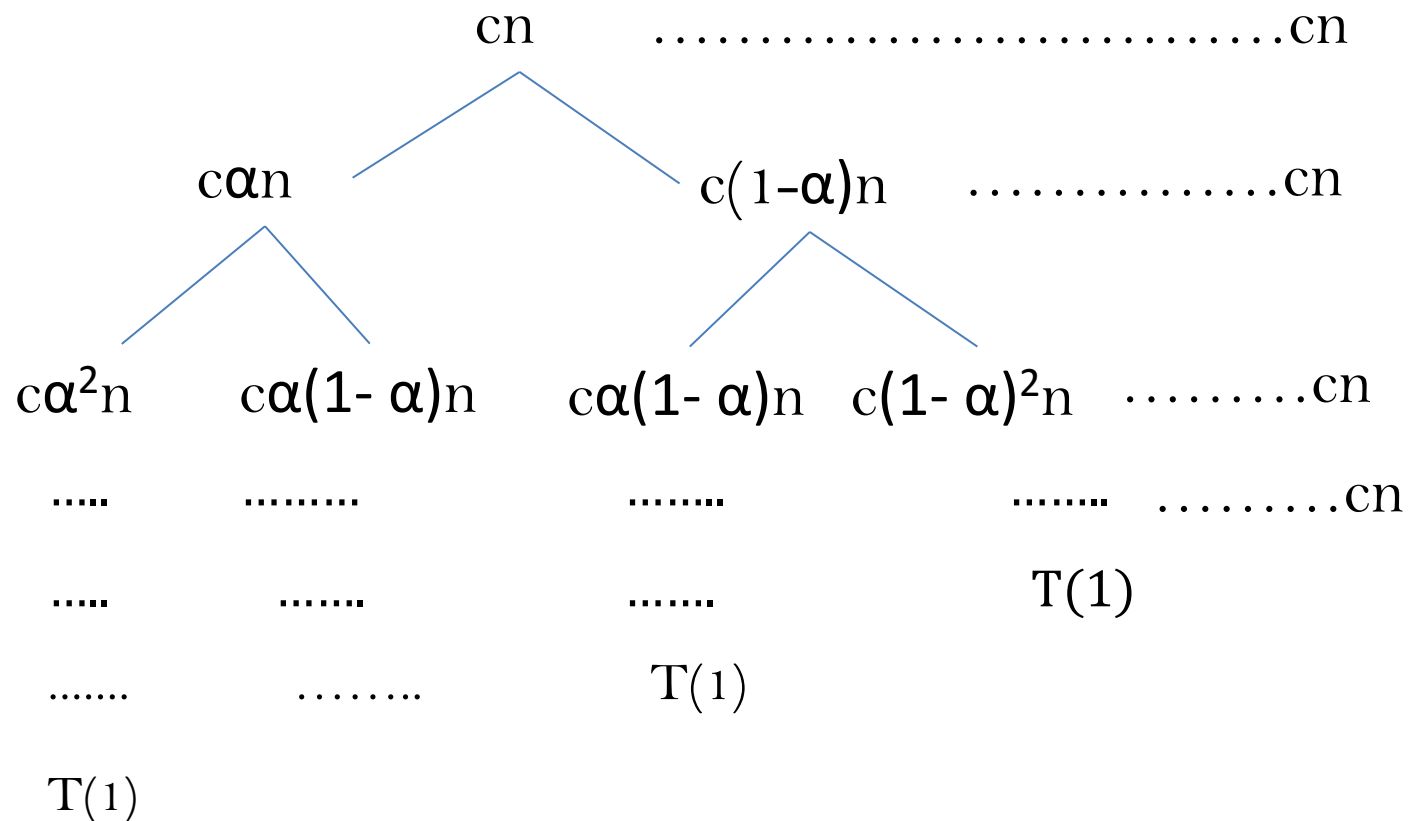 cn ..............................cn
cαn c(1-α)n ...............cn
cα²n cα(1- α)n cα(1- α)n c(1- α)²n .........cn
..... ......... ........ ........ .........cn
..... ....... ....... T(1)
....... ........ T(1)
T(1)